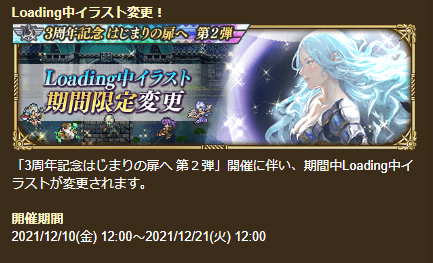 Loading中イラスト変更！
3周年記念 はじまりの扉へ 第2弾
Loading中イラスト
期間限定変更
「3周年記念はじまりの扉へ 第２弾」開催に伴い、期間中Loading中イ
ラストが変更されます。
開催期間
2021/12/10(金) 12:00～2021/12/21(火) 12:00